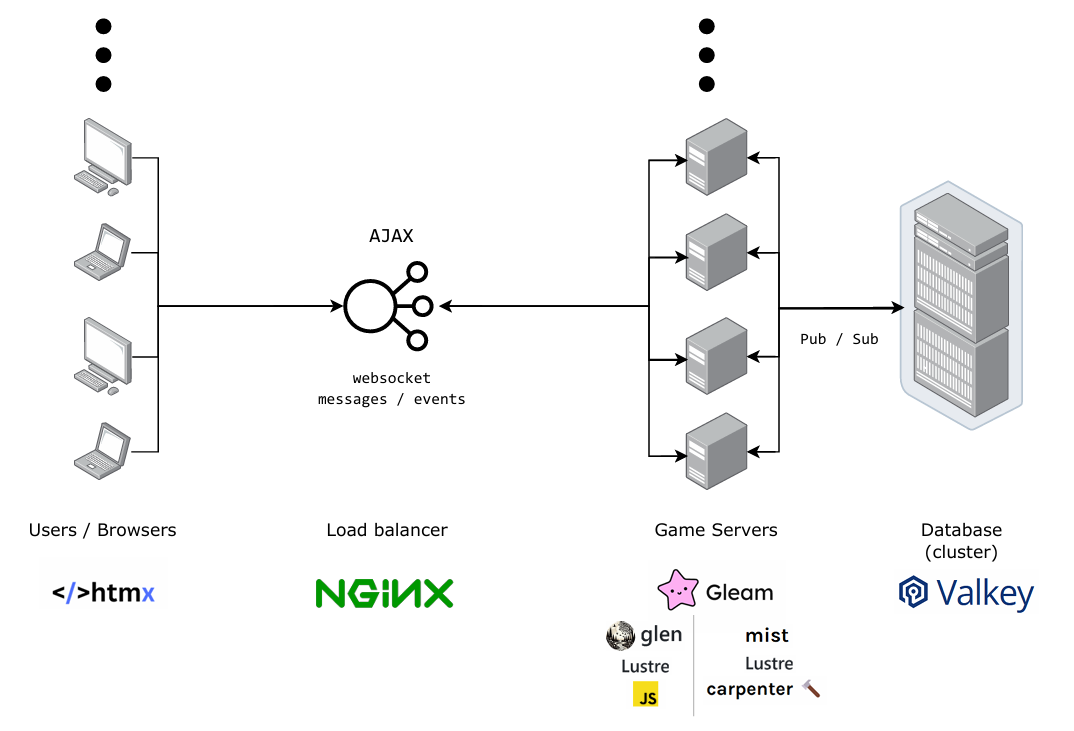 AJAX
websocket
messages / events
Pub / Sub
Users / Browsers
Load balancer
Game Servers
Database
(cluster)
</>htmx
NGiNX
Gleam
Valkey
glen
Lustre
JS
mist
Lustre
carpenter